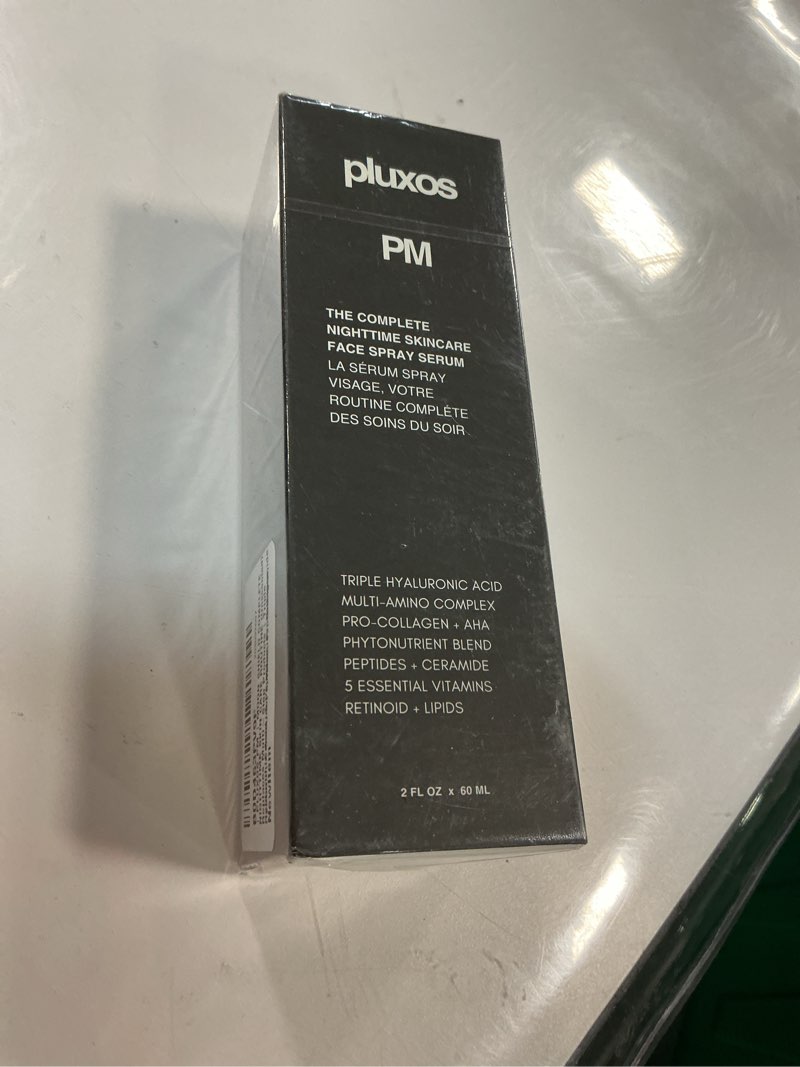 pluxos
PM
THE COMPLETE
NIGHTTIME SKINCARE
FACE SPRAY SERUM
LA SÉRUM SPRAY
VISAGE, VOTRE
ROUTINE COMPLÈTE
DES SOINS DU SOIR
TRIPLE HYALURONIC ACID
MULTI-AMINO COMPLEX
PRO-COLLAGEN + AHA
PHYTONUTRIENT BLEND
PEPTIDES + CERAMIDE
5 ESSENTIAL VITAMINS
RETINOID + LIPIDS
2 FL OZ x 60 ML